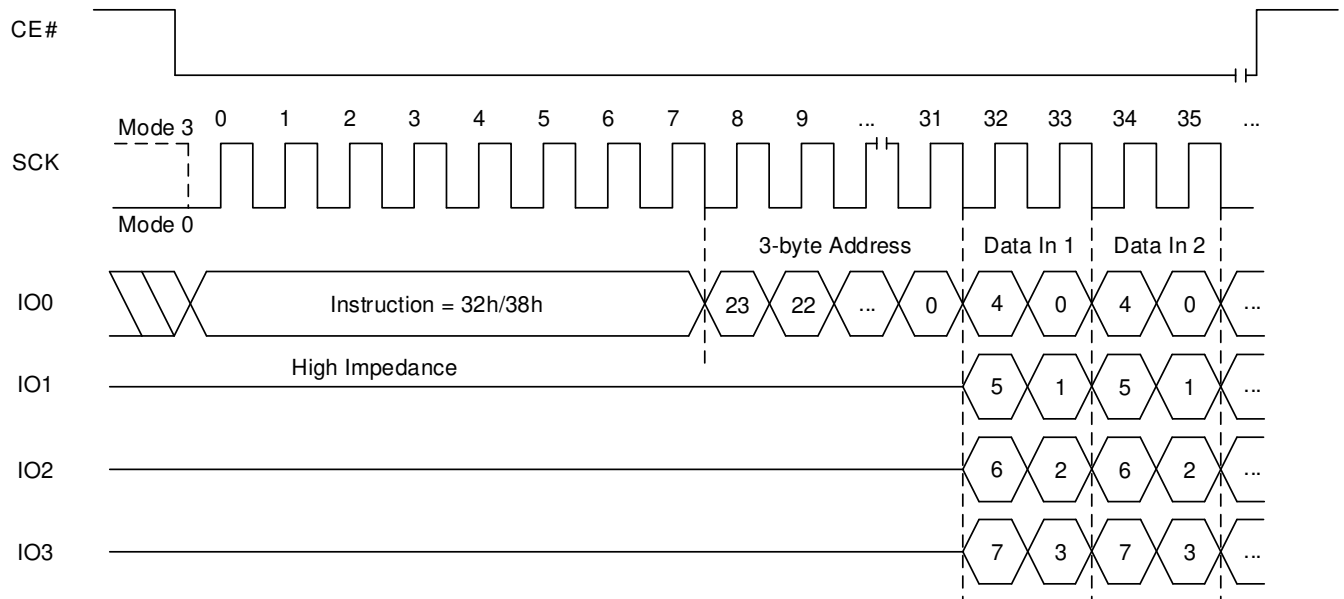 CE#
Mode 3 0 1 2 3 4 5 6 7 8 9 ... 31 32 33 34 35 ...
SCK
Mode 0
3-byte Address Data In 1 Data In 2
IO0 Instruction = 32h/38h 23 22 ... 0 4 0 4 0 ...
High Impedance
IO1 5 1 5 1 ...
IO2 6 2 6 2 ...
IO3 7 3 7 3 ...